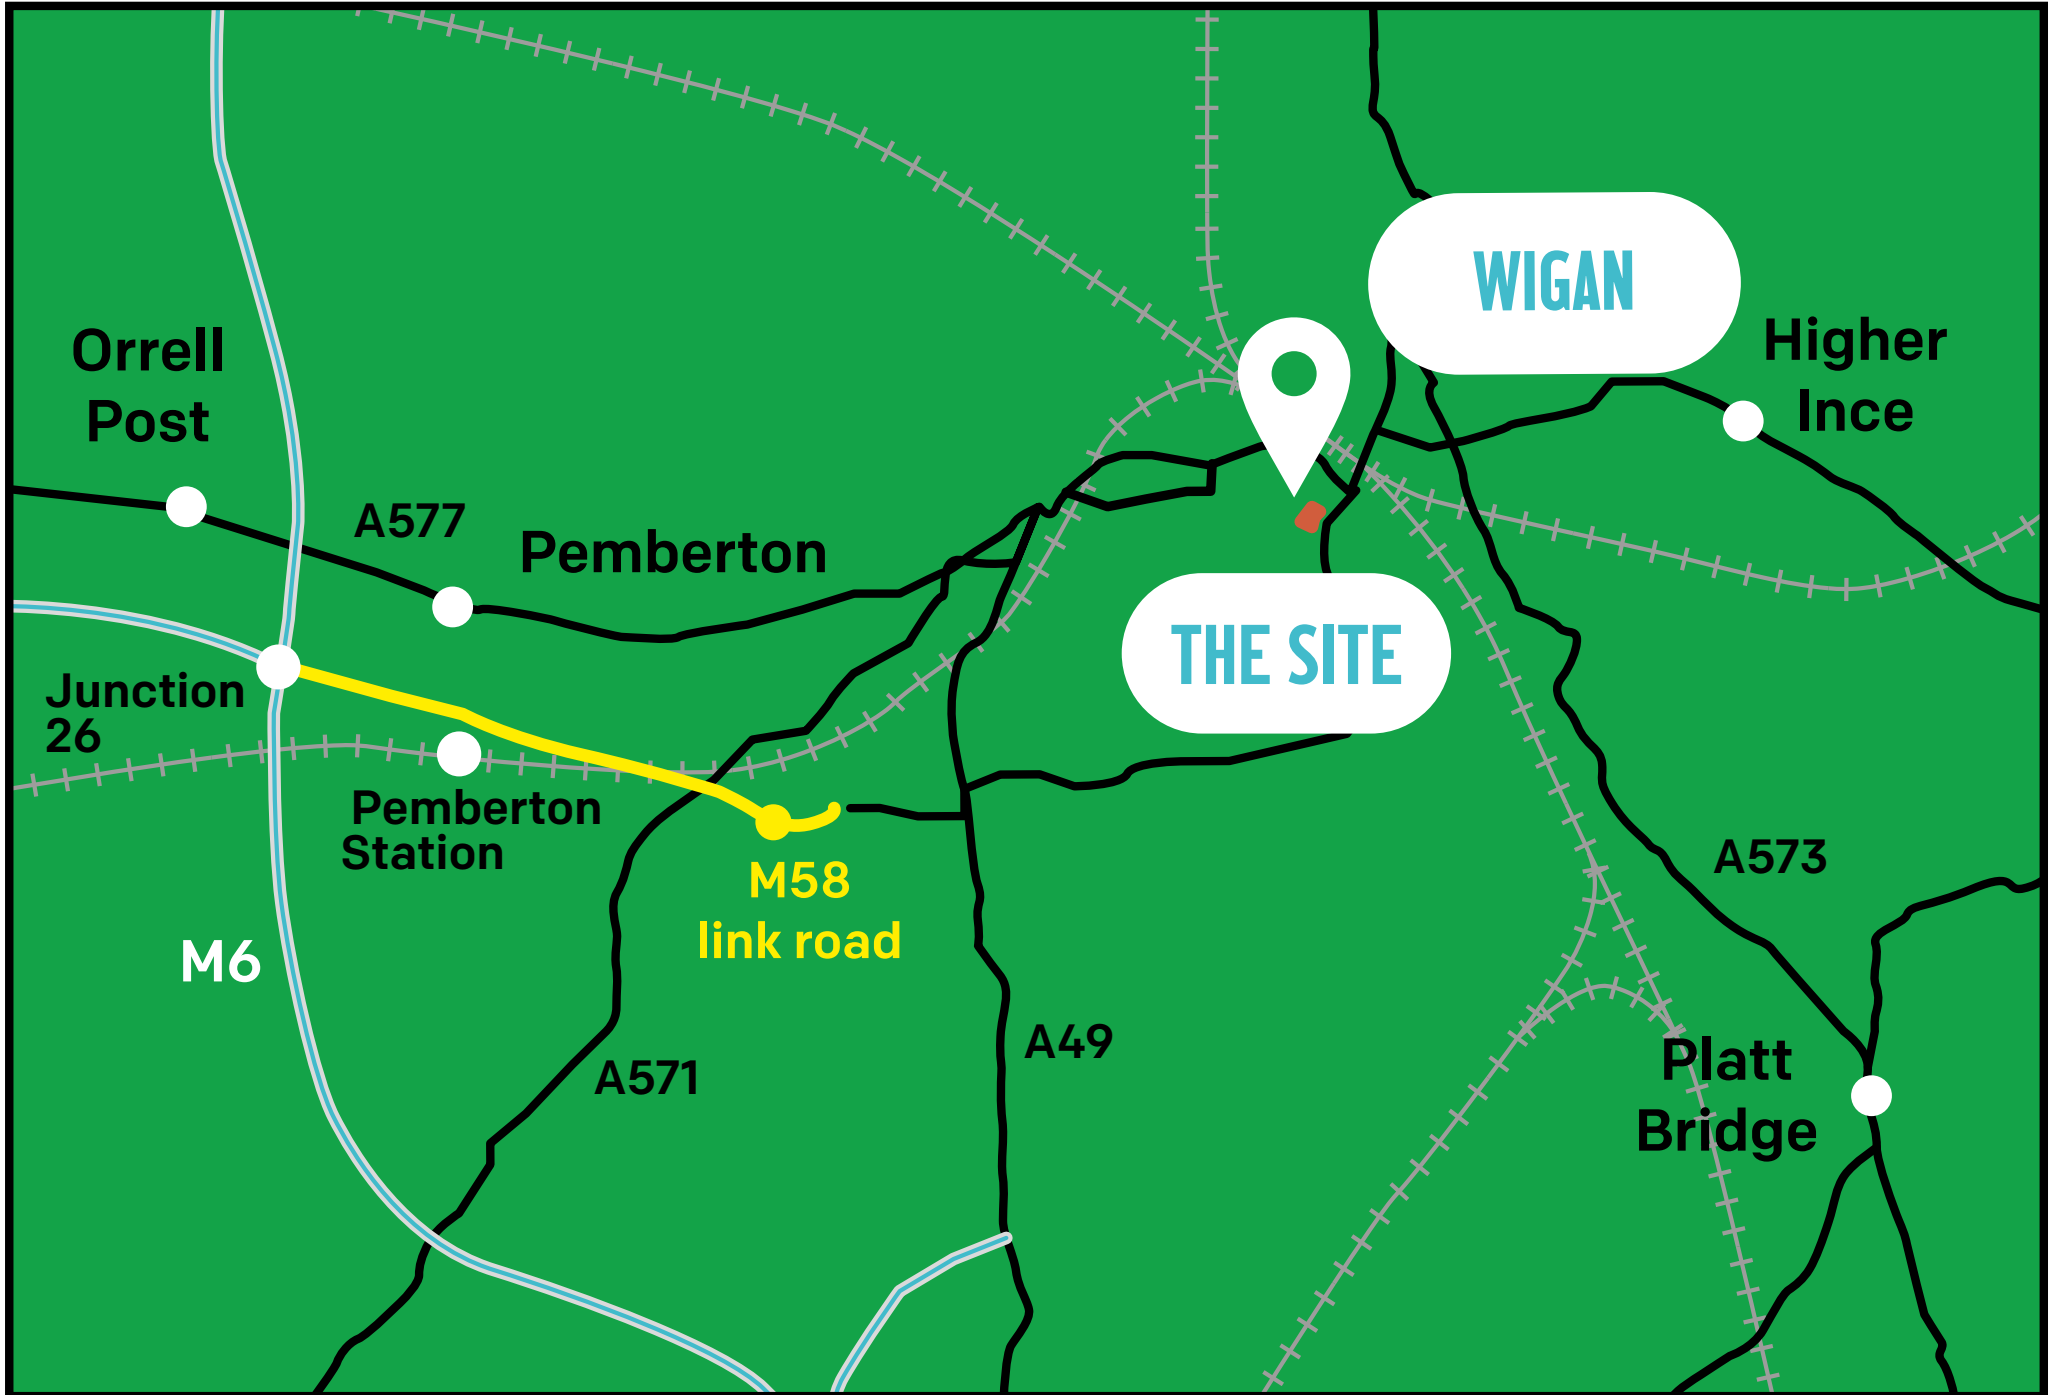 WIGAN
Higher
Ince
Orrell
Post
A577
Pemberton
THE SITE
Junction
26
Pemberton
Station
M58
link road
A573
M6
A49
A571
Platt
Bridge